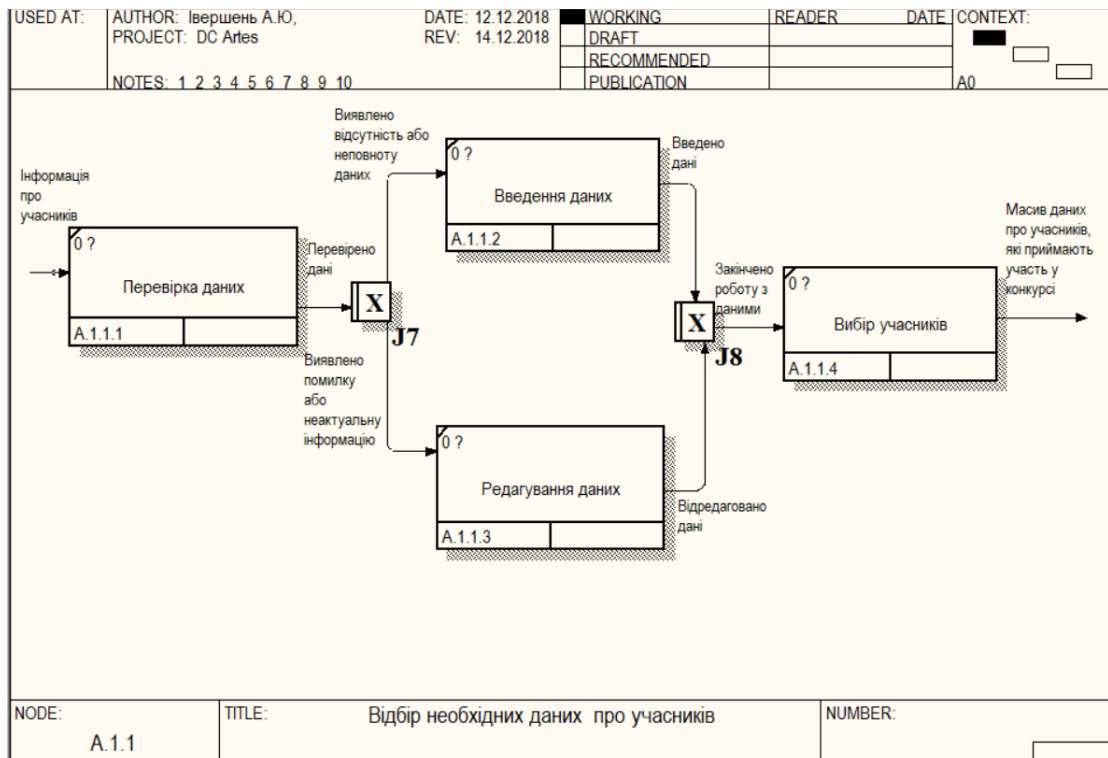 USED AT:
AUTHOR: Івершень А.Ю,
DATE: 12.12.2018
PROJECT: DC Artes
REV: 14.12.2018
NOTES: 1 2 3 4 5 6 7 8 9 10
WORKING
DRAFT
RECOMMENDED
PUBLICATION
READER
DATE
CONTEXT:
A0
Інформація
про
учасників
0 ?
Перевірка даних
А.1.1.1
Перевірено
дані
X
J7
Виявлено
відсутність або
неповноту
даних
0 ?
Введення даних
А.1.1.2
Введено
дані
Виявлено
помилку
або
неактуальну
інформацію
0 ?
Редагування даних
А.1.1.3
Відредаговано
дані
X
J8
Закінчено
роботу з
даними
0 ?
Вибір учасників
А.1.1.4
Масив даних
про учасників,
які приймають
участь у
конкурсі
NODE:
А.1.1
TITLE:
Відбір необхідних даних про учасників
NUMBER: